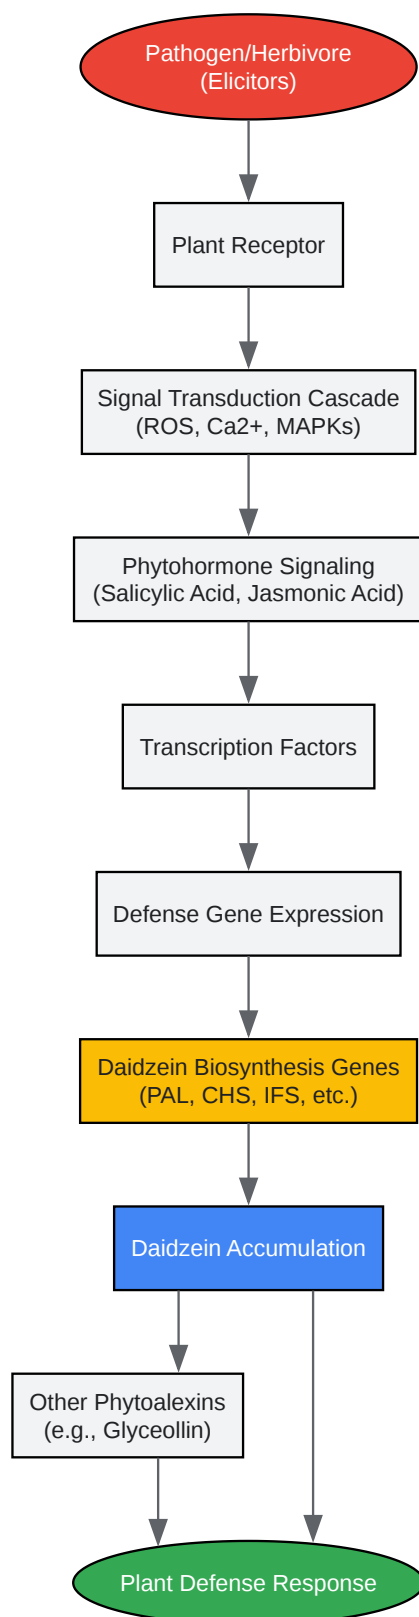 Pathogen/Herbivore
(Elicitors)
Plant Receptor
Signal Transduction Cascade
(ROS, Ca2+, MAPKs)
Phytohormone Signaling
(Salicylic Acid, Jasmonic Acid)
Transcription Factors
Defense Gene Expression
Daidzein Biosynthesis Genes
(PAL, CHS, IFS, etc.)
Daidzein Accumulation
Other Phytoalexins
(e.g., Glyceollin)
Plant Defense Response